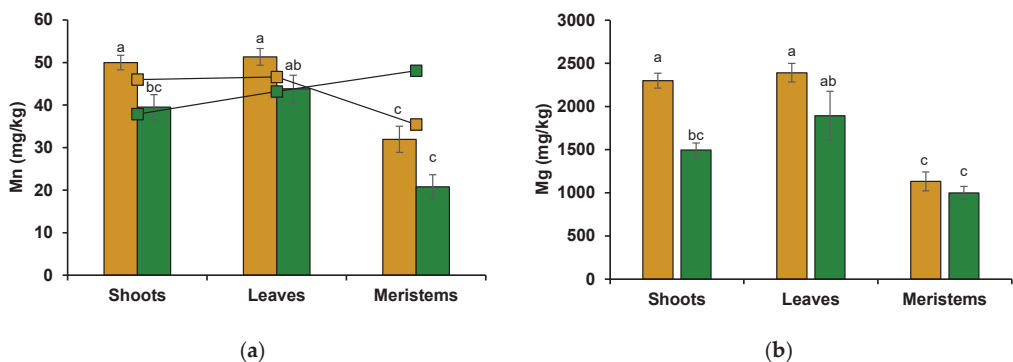 Mn (mg/kg)
60
50
40
30
20
10
0
a
bc
a
ab
c
c
Shoots
Leaves
Meristems
(a)
Mg (mg/kg)
3000
2500
2000
1500
1000
500
0
a
bc
a
ab
c
c
Shoots
Leaves
Meristems
(b)